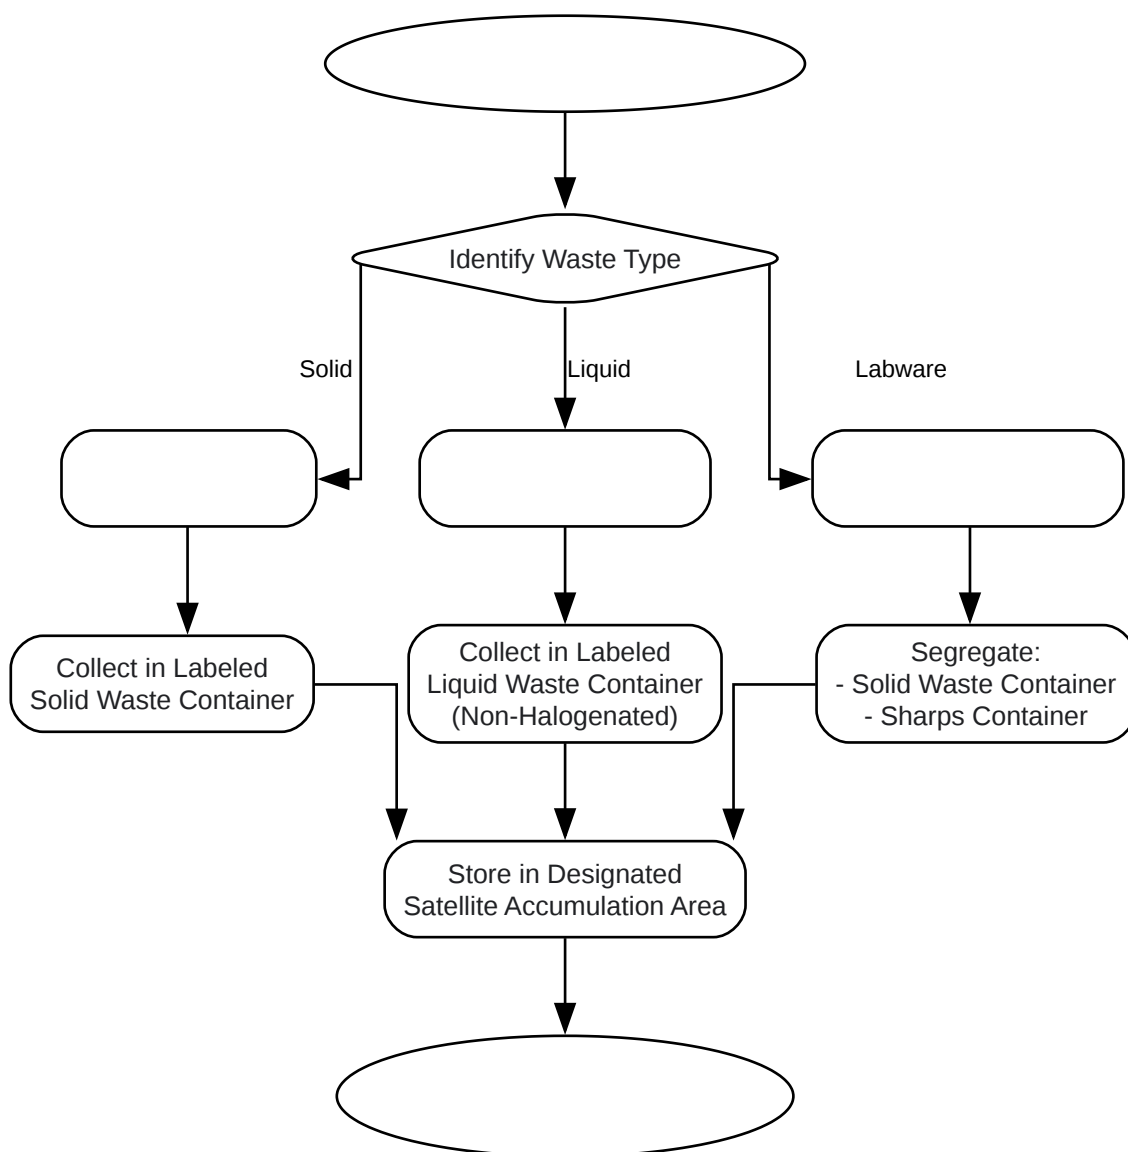 Identify Waste Type
Solid
Liquid
Labware
Collect in Labeled
Solid Waste Container
Collect in Labeled
Liquid Waste Container
(Non-Halogenated)
Segregate:
- Solid Waste Container
- Sharps Container
Store in Designated
Satellite Accumulation Area